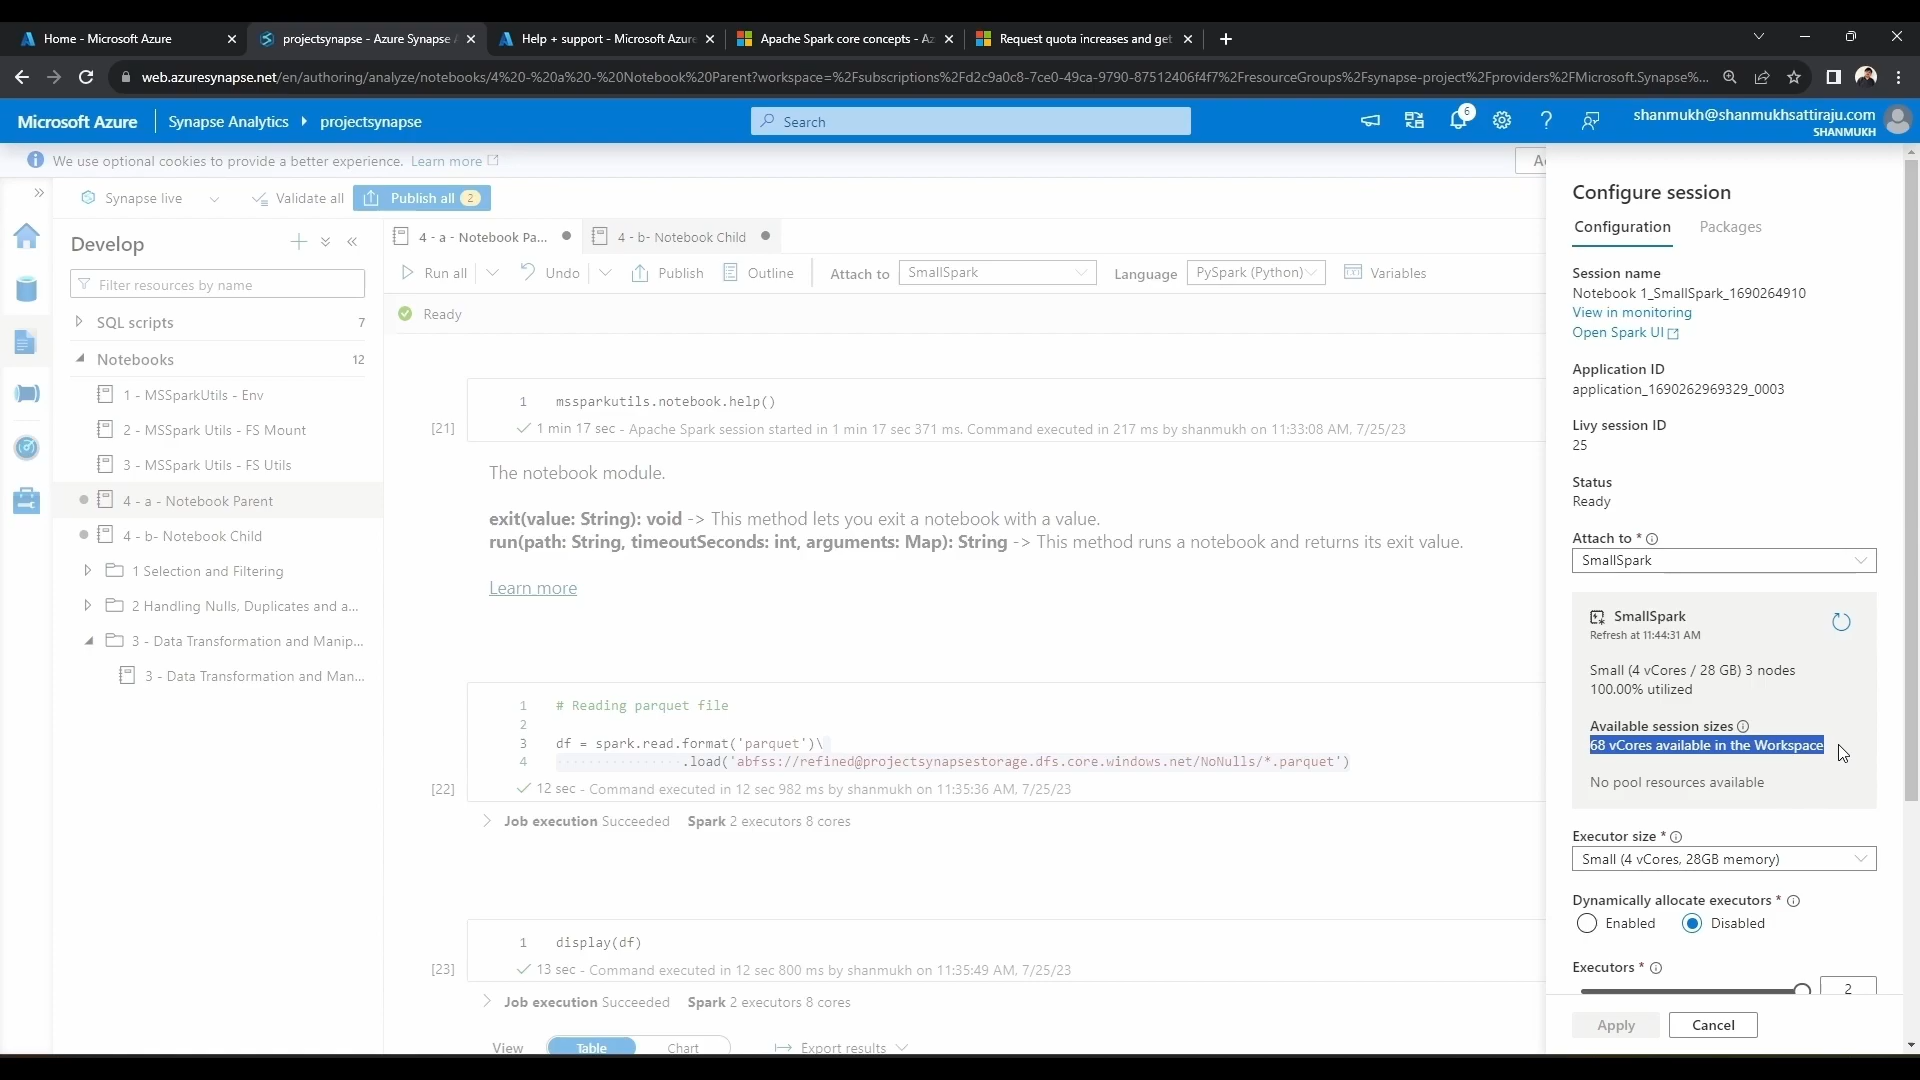 Home - Microsoft Azure
projectsynapse - Azure Synapse A
Help + support - Microsoft Azure
Apache Spark core concepts - Az
Request quota increases and get
web.azuresynapse.net/en/authoring/analyze/notebooks/4%20-%20a%20-%20Notebook%20Parent?workspace=%2Fsubscriptions%2Fd2c9a0c8-7ce0-49ca-9790-87512406f4f7%2FresourceGroups%2Fsynapse-project%2Fproviders%2FMicrosoft.Synapse%...
Microsoft Azure
Synapse Analytics
projectsynapse
Search
6
shanmukh@shanmukhsattiraju.com
SHANMUKH
We use optional cookies to provide a better experience. Learn more
Synapse live
Validate all
Publish all 2
Develop
Filter resources by name
SQL scripts 7
Notebooks 12
1 - MSSparkUtils - Env
2 - MSSpark Utils - FS Mount
3 - MSSpark Utils - FS Utils
4 - a - Notebook Parent
4 - b- Notebook Child
1 Selection and Filtering
2 Handling Nulls, Duplicates and a...
3 - Data Transformation and Manip...
3 - Data Transformation and Man...
4 - a - Notebook Pa...
4 - b- Notebook Child
Run all
Undo
Publish
Outline
Attach to SmallSpark
Language PySpark (Python)
Variables
Ready
1 mssparkutils.notebook.help()
[21] 1 min 17 sec - Apache Spark session started in 1 min 17 sec 371 ms. Command executed in 217 ms by shanmukh on 11:33:08 AM, 7/25/23
The notebook module.
exit(value: String): void -> This method lets you exit a notebook with a value.
run(path: String, timeoutSeconds: int, arguments: Map): String -> This method runs a notebook and returns its exit value.
Learn more
1 # Reading parquet file
2
3 df = spark.read.format('parquet')\
4 .load('abfss://refined@projectsynapsestorage.dfs.core.windows.net/NoNulls/*.parquet')
[22] 12 sec - Command executed in 12 sec 982 ms by shanmukh on 11:35:36 AM, 7/25/23
Job execution Succeeded Spark 2 executors 8 cores
1 display(df)
[23] 13 sec - Command executed in 12 sec 800 ms by shanmukh on 11:35:49 AM, 7/25/23
Job execution Succeeded Spark 2 executors 8 cores
View Table Chart Export results
Configure session
Configuration Packages
Session name
Notebook 1_SmallSpark_1690264910
View in monitoring
Open Spark UI
Application ID
application_1690262969329_0003
Livy session ID
25
Status
Ready
Attach to *
SmallSpark
SmallSpark
Refresh at 11:44:31 AM
Small (4 vCores / 28 GB) 3 nodes
100.00% utilized
Available session sizes
68 vCores available in the Workspace
No pool resources available
Executor size *
Small (4 vCores, 28GB memory)
Dynamically allocate executors *
Enabled Disabled
Executors *
2
Apply Cancel